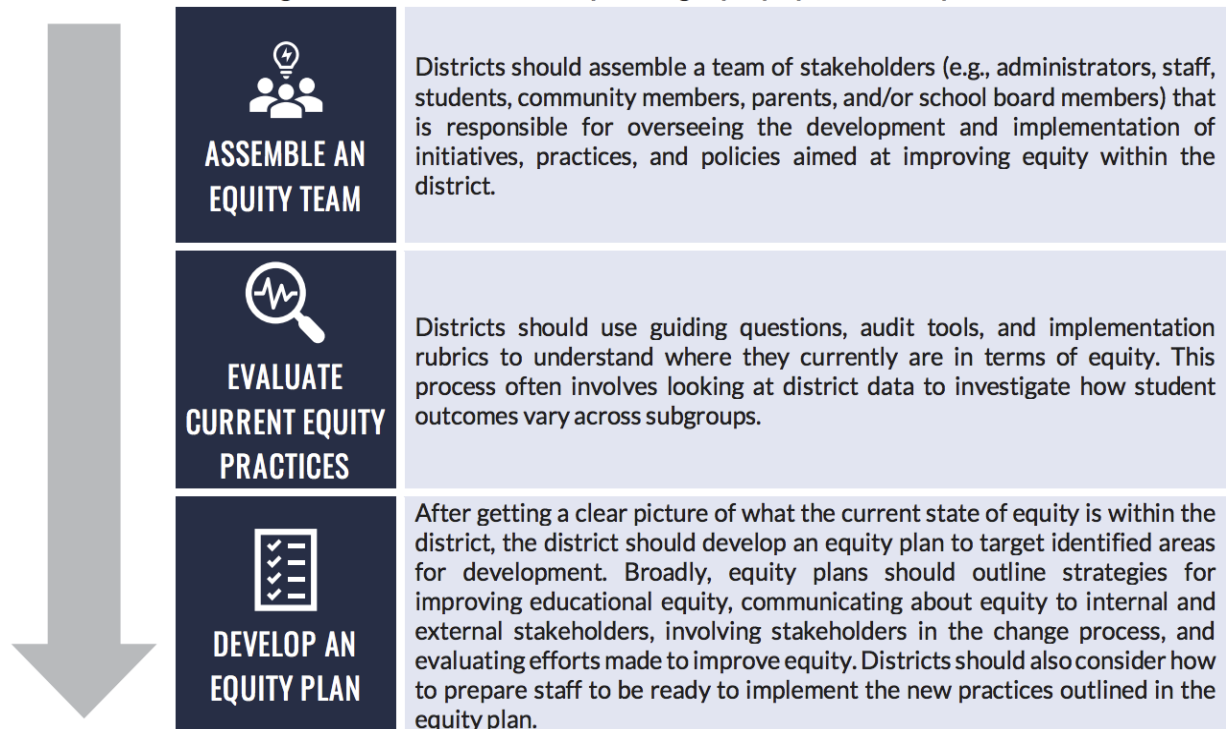 ASSEMBLE AN
EQUITY TEAM
Districts should assemble a team of stakeholders (e.g., administrators, staff,
students, community members, parents, and/or school board members) that
is responsible for overseeing the development and implementation of
initiatives, practices, and policies aimed at improving equity within the
district.
EVALUATE
CURRENT EQUITY
PRACTICES
Districts should use guiding questions, audit tools, and implementation
rubrics to understand where they currently are in terms of equity. This
process often involves looking at district data to investigate how student
outcomes vary across subgroups.
DEVELOP AN
EQUITY PLAN
After getting a clear picture of what the current state of equity is within the
district, the district should develop an equity plan to target identified areas
for development. Broadly, equity plans should outline strategies for
improving educational equity, communicating about equity to internal and
external stakeholders, involving stakeholders in the change process, and
evaluating efforts made to improve equity. Districts should also consider how
to prepare staff to be ready to implement the new practices outlined in the
equity plan.